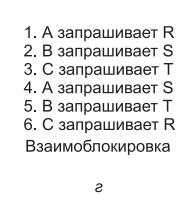 1. А запрашивает R
2. В запрашивает S
3. С запрашивает T
4. А запрашивает S
5. В запрашивает T
6. С запрашивает R
Взаимоблокировка
г